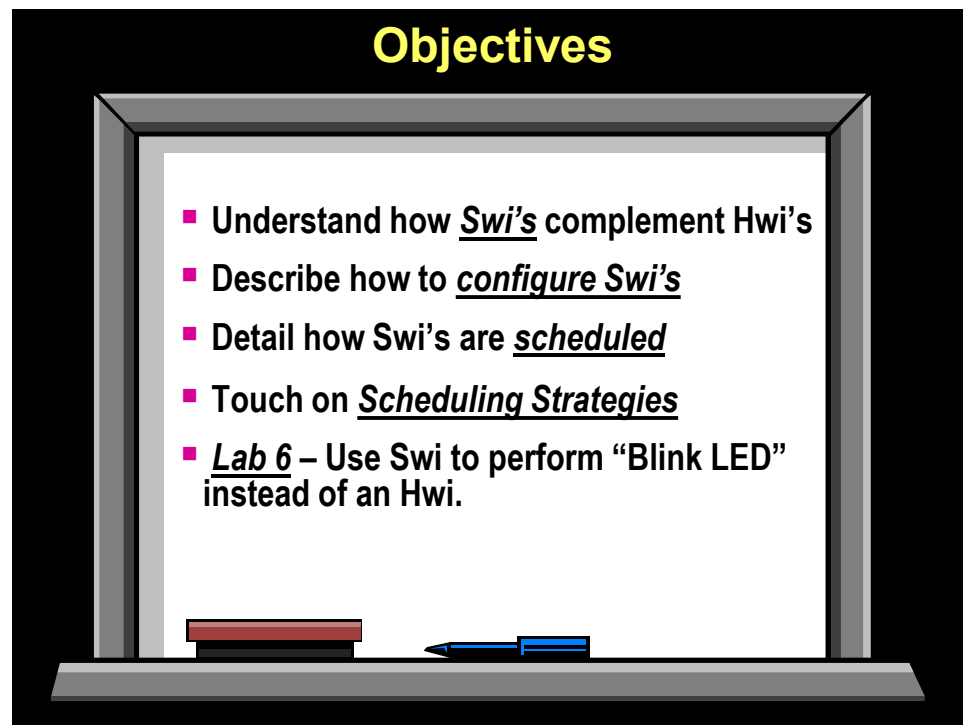 Objectives
▪ Understand how Swi’s complement Hwi’s
▪ Describe how to configure Swi’s
▪ Detail how Swi’s are scheduled
▪ Touch on Scheduling Strategies
▪ Lab 6 – Use Swi to perform “Blink LED”
instead of an Hwi.